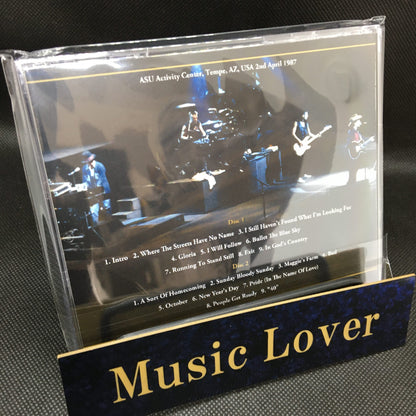 ASU Activity Centre, Tempe, AZ, USA 2nd April 1987
Disc 1
1. Intro 2. Where The Streets Have No Name 3. I Still Haven't Found What I'm Looking For
4. Gloria 5. I Will Follow 6. Bullet The Blue Sky
7. Running To Stand Still 8. Exit 9. In God's Country
Disc 2
1. A Sort Of Homecoming 2. Sunday Bloody Sunday 3. Maggie's Farm 4. Bad
5. October 6. New Year's Day 7. Pride (In The Name Of Love)
8. People Get Ready 9. "40"
Music Lover